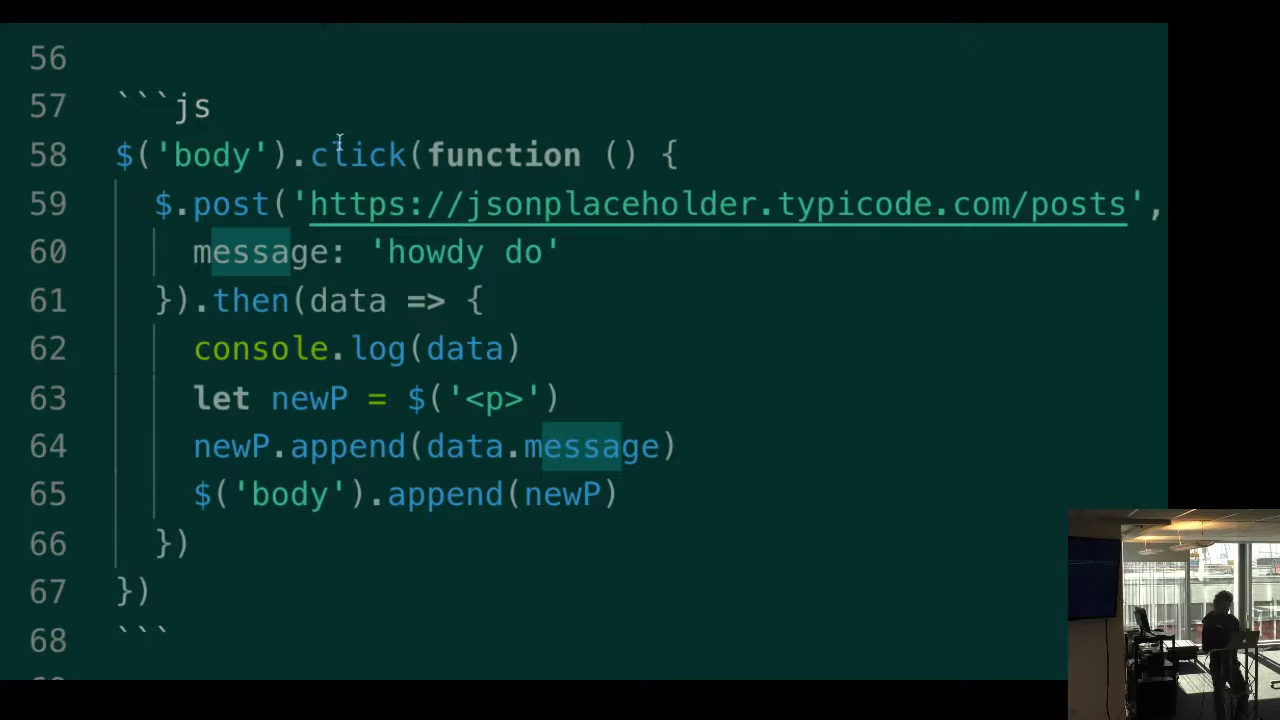 56
57 ```js
58 $('body').click(function () {
59 $.post('https://jsonplaceholder.typicode.com/posts',
60 message: 'howdy do'
61 }).then(data => {
62 console.log(data)
63 let newP = $('<p>')
64 newP.append(data.message)
65 $('body').append(newP)
66 })
67 })
68 ```